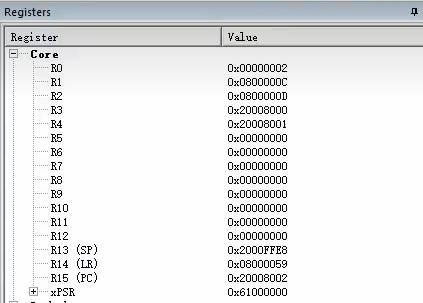 Registers
Register Value
Core
R0 0x00000002
R1 0x0800000C
R2 0x0800000D
R3 0x20008000
R4 0x20008001
R5 0x00000000
R6 0x00000000
R7 0x00000000
R8 0x00000000
R9 0x00000000
R10 0x00000000
R11 0x00000000
R12 0x00000000
R13 (SP) 0x2000FFE8
R14 (LR) 0x08000059
R15 (PC) 0x20008002
xPSR 0x61000000